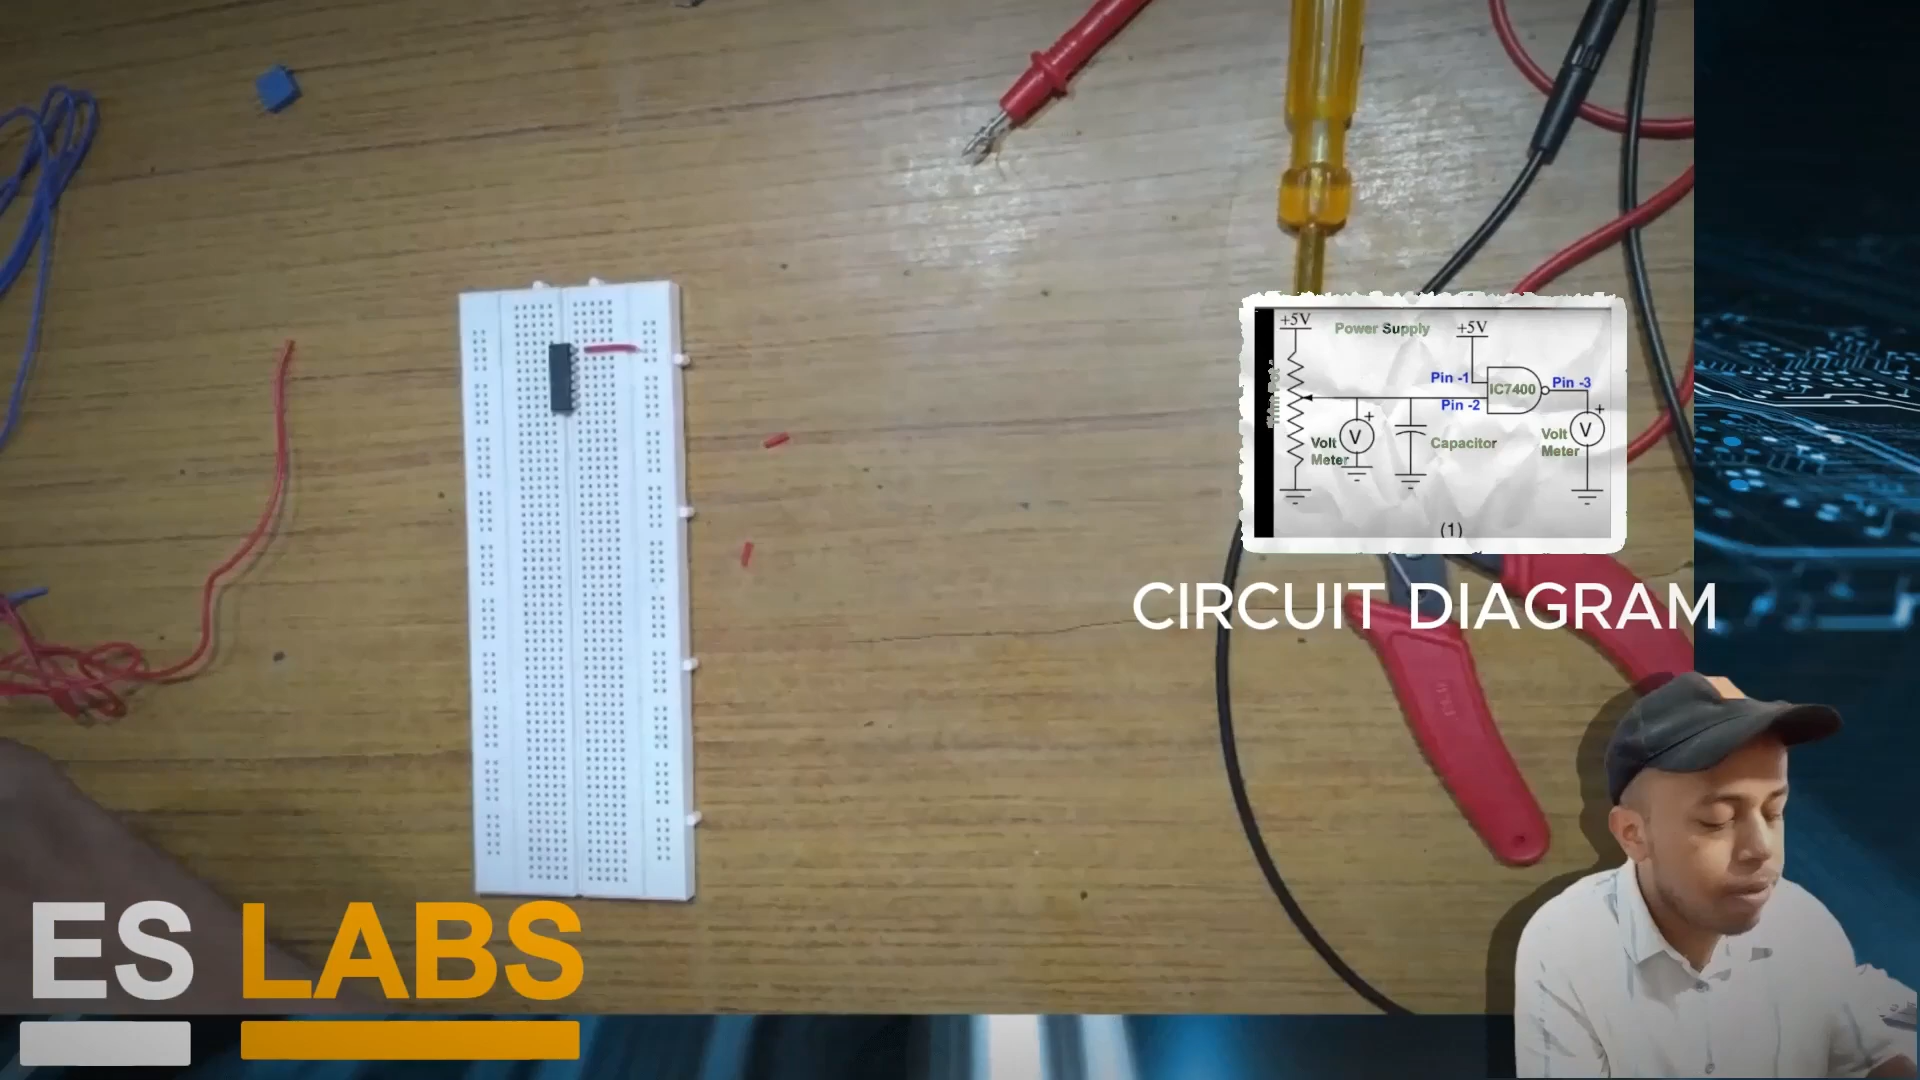 +5V
Power Supply
+5V
Pin -1
IC7400
Pin -3
Pin -2
+
+
V
V
Volt
Meter
Capacitor
Volt
Meter
(1)
CIRCUIT DIAGRAM
ES LABS